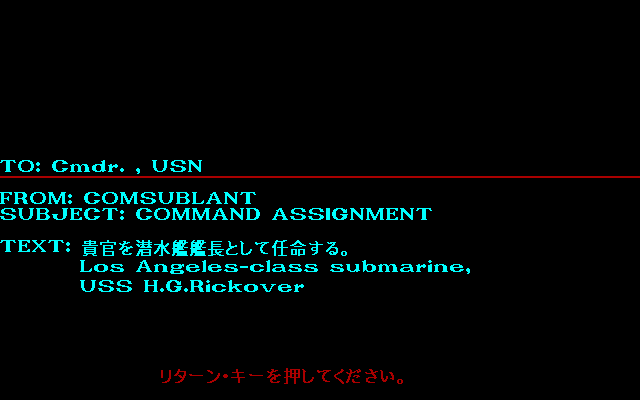 TO: Cmdr. , USN
FROM: COMSUBLANT
SUBJECT: COMMAND ASSIGNMENT
TEXT: 貴官を潜水艦艦長として任命する。
Los Angeles-class submarine,
USS H.G.Rickover
リターン・キーを押してください。